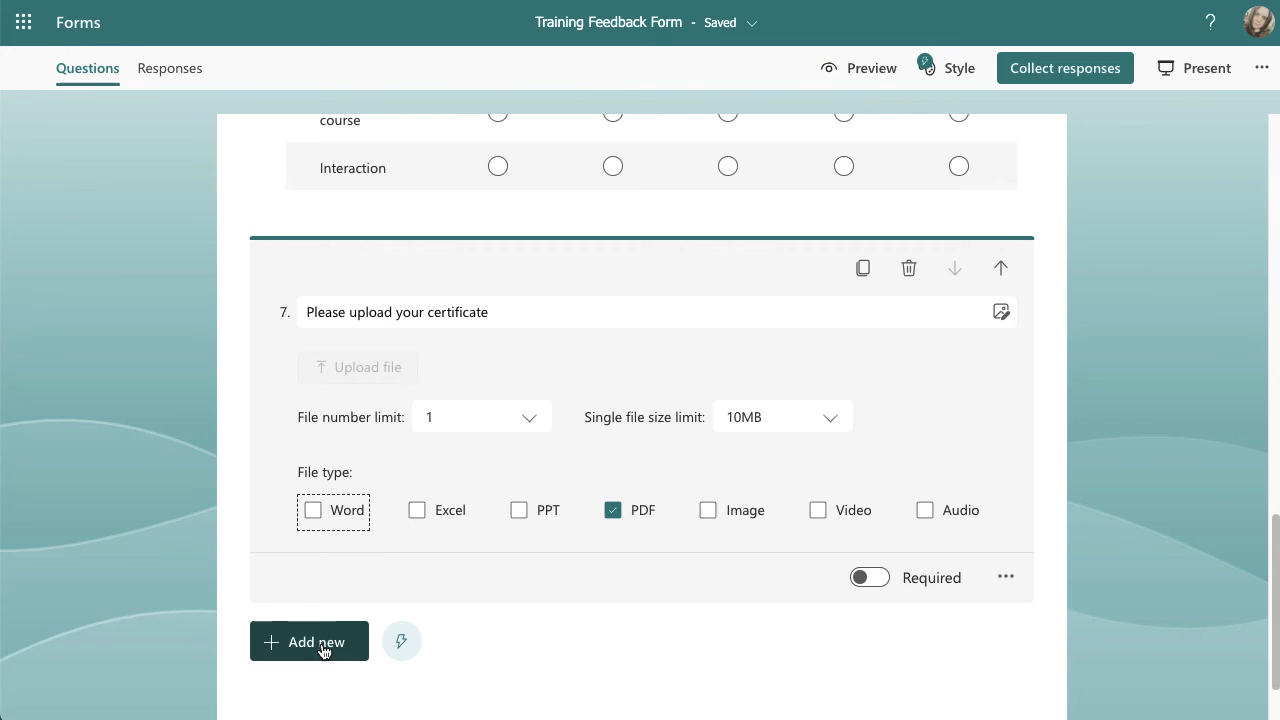 Forms
Training Feedback Form - Saved
?
Questions
Responses
Preview
Style
Collect responses
Present
course
Interaction
7. Please upload your certificate
Upload file
File number limit: 1
Single file size limit: 10MB
File type:
Word
Excel
PPT
PDF
Image
Video
Audio
Required
Add new